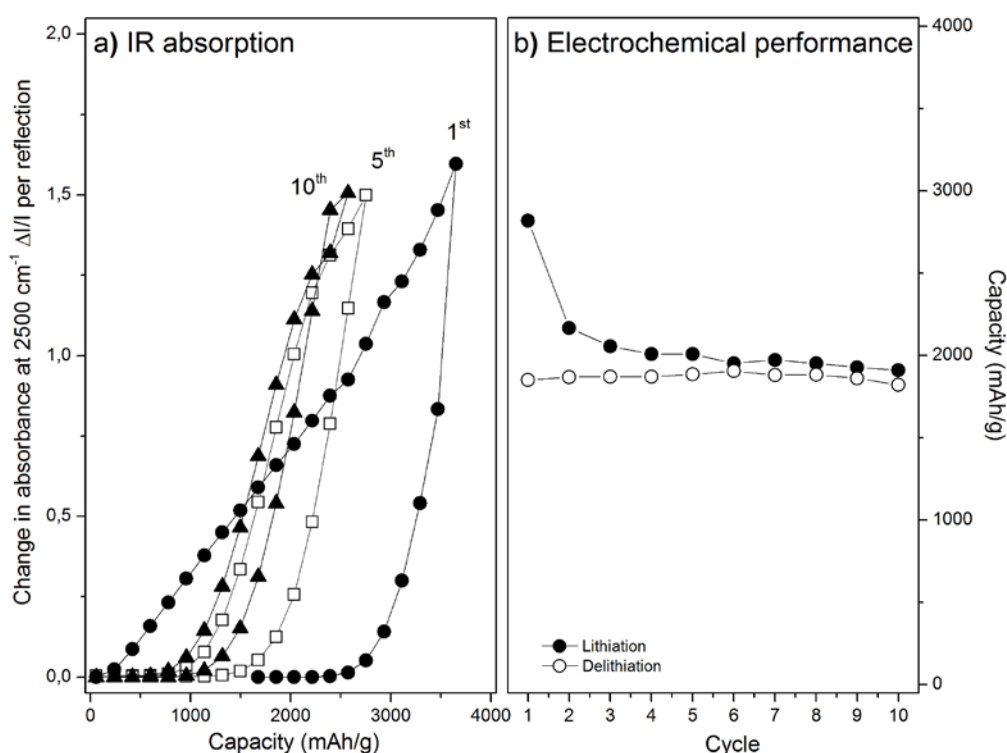 a) IR absorption
b) Electrochemical performance
2,0
1,5
1,0
0,5
0,0
Change in absorbance at 2500 cm⁻¹ ΔI/I per reflection
1ˢᵗ
5ᵗʰ
10ᵗʰ
0
1000
2000
3000
4000
Capacity (mAh/g)
4000
3000
2000
1000
0
Capacity (mAh/g)
Lithiation
Delithiation
1 2 3 4 5 6 7 8 9 10
Cycle